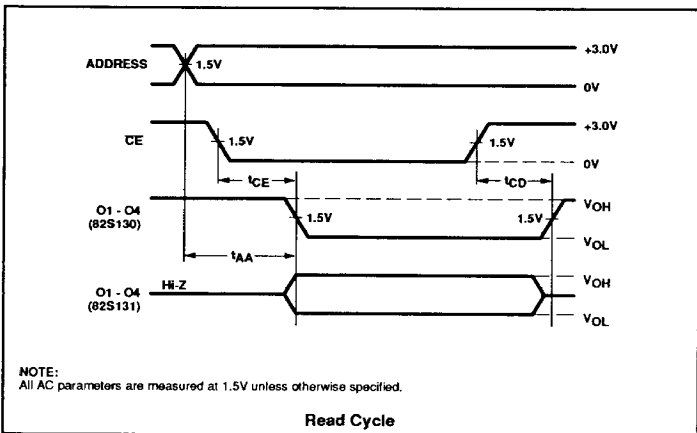 ADDRESS
1.5V
+3.0V
0V
CE
1.5V
1.5V
+3.0V
0V
tCE
tCD
O1 - O4
(82S130)
1.5V
1.5V
VOH
VOL
tAA
O1 - O4
(82S131)
Hi-Z
VOH
VOL
NOTE:
All AC parameters are measured at 1.5V unless otherwise specified.
Read Cycle